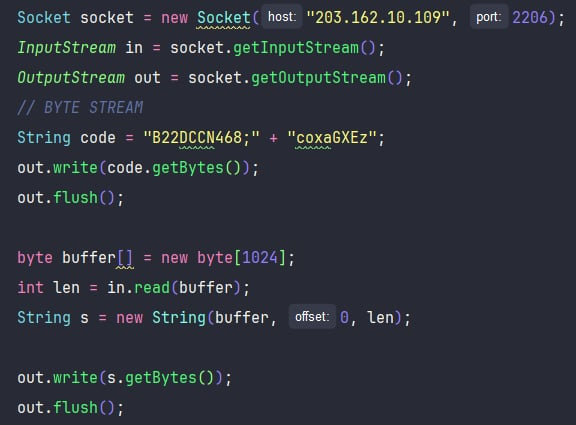 Socket socket = new Socket( host: "203.162.10.109", port: 2206);
InputStream in = socket.getInputStream();
OutputStream out = socket.getOutputStream();
// BYTE STREAM
String code = "B22DCCN468;" + "coxaGXEz";
out.write(code.getBytes());
out.flush();
byte buffer[] = new byte[1024];
int len = in.read(buffer);
String s = new String(buffer, offset: 0, len);
out.write(s.getBytes());
out.flush();